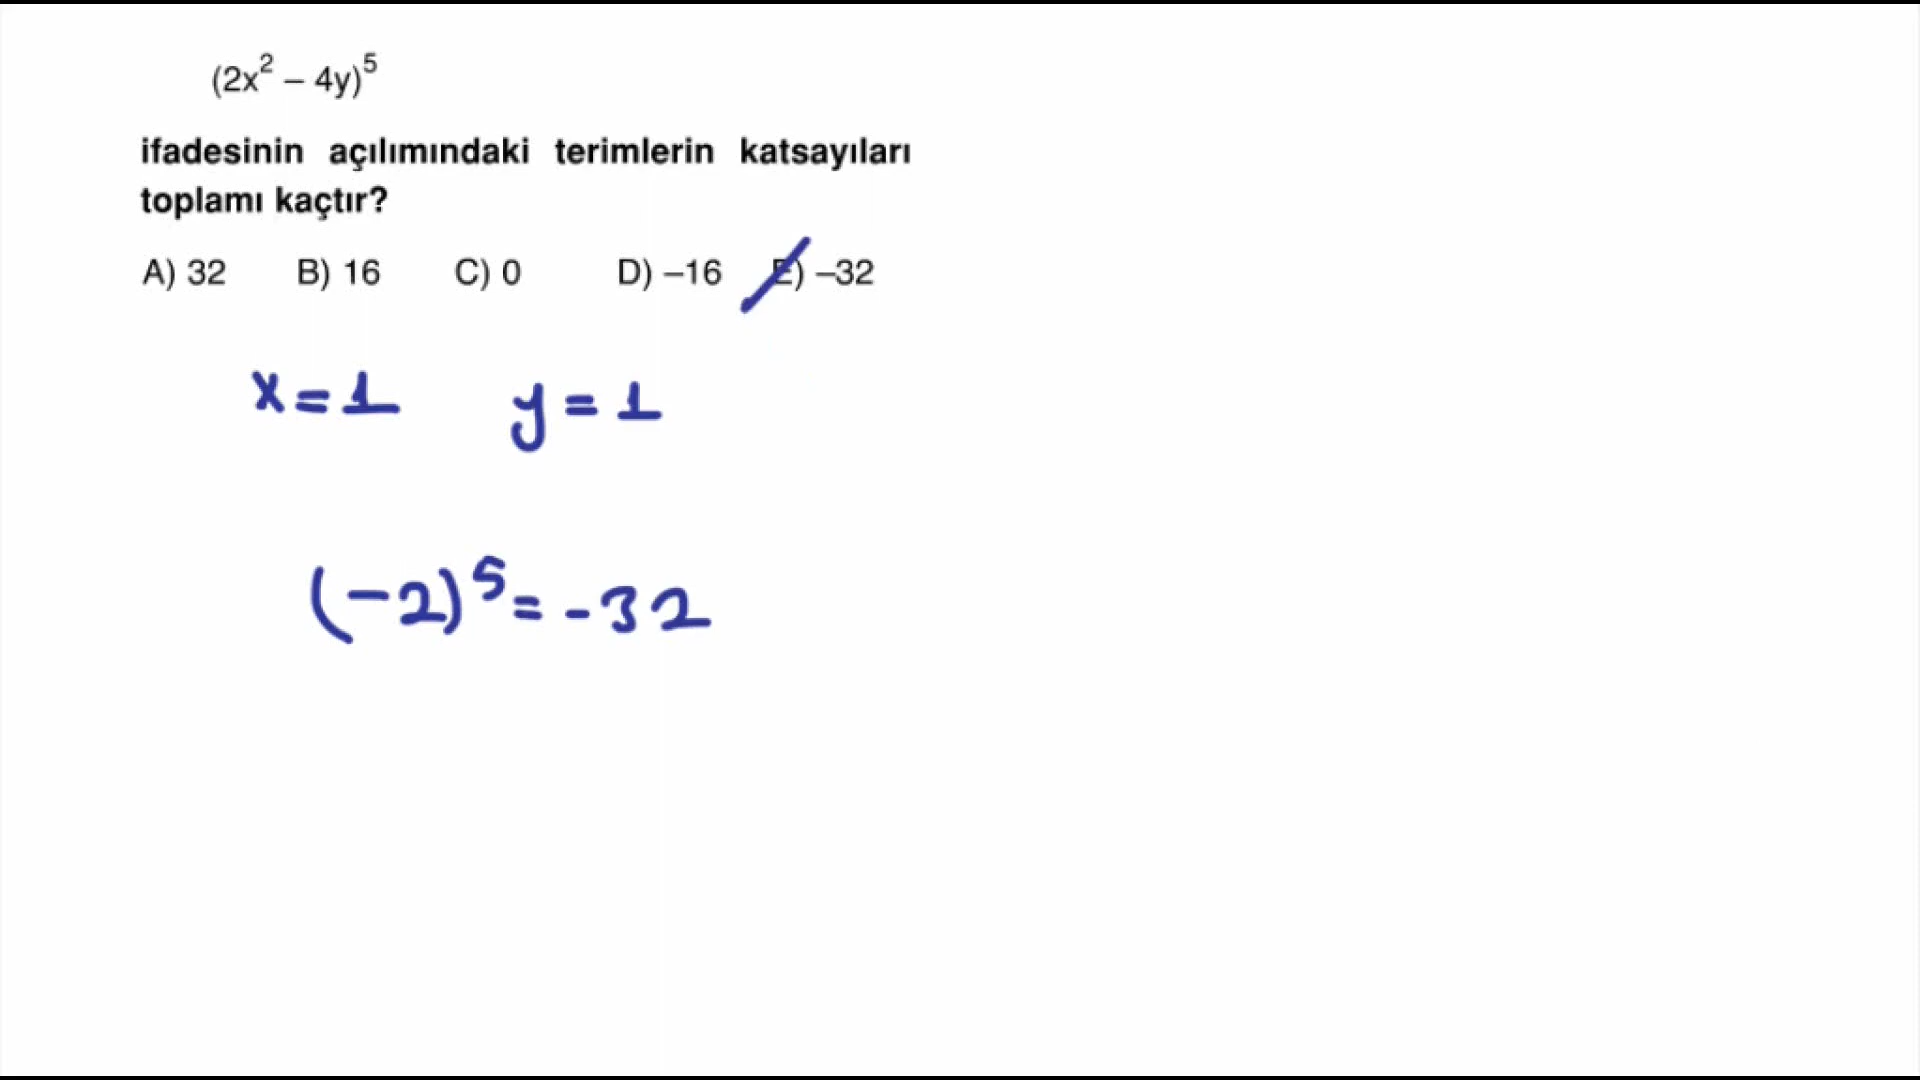 (2x² – 4y)⁵
ifadesinin açılımındaki terimlerin katsayıları
toplamı kaçtır?
A) 32 B) 16 C) 0 D) –16 E) –32
x = 1 y = 1
(-2)⁵ = -32